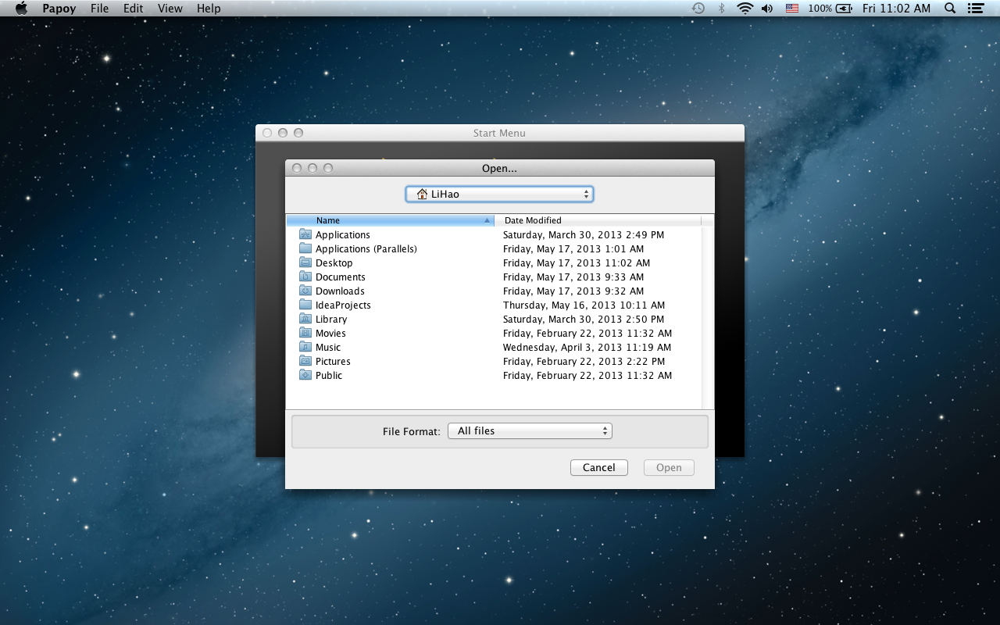 Papoy File Edit View Help 100% Fri 11:02 AM
Start Menu
Open...
LiHao
Name Date Modified
Applications Saturday, March 30, 2013 2:49 PM
Applications (Parallels) Friday, May 17, 2013 1:01 AM
Desktop Friday, May 17, 2013 11:02 AM
Documents Friday, May 17, 2013 9:33 AM
Downloads Friday, May 17, 2013 9:32 AM
IdeaProjects Thursday, May 16, 2013 10:11 AM
Library Saturday, March 30, 2013 2:50 PM
Movies Friday, February 22, 2013 11:32 AM
Music Wednesday, April 3, 2013 11:19 AM
Pictures Friday, February 22, 2013 2:22 PM
Public Friday, February 22, 2013 11:32 AM
File Format: All files
Cancel Open